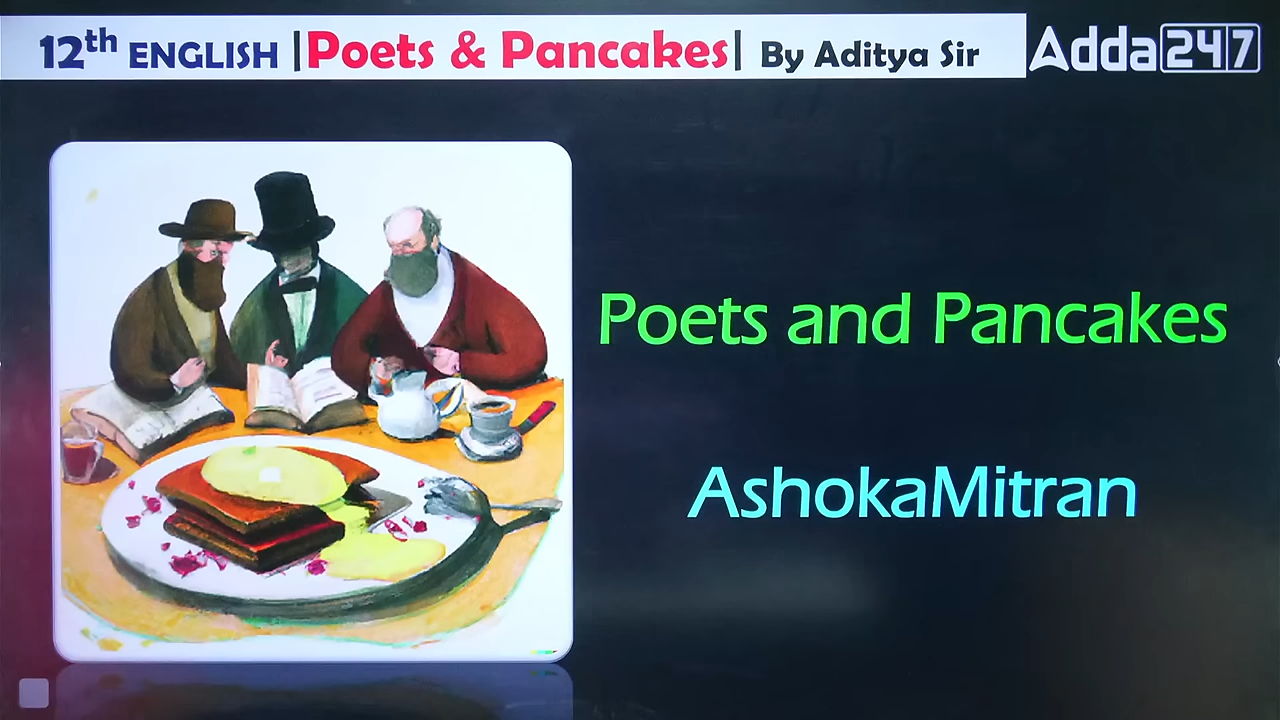 12th ENGLISH |Poets & Pancakes| By Aditya Sir
Adda247
Poets and Pancakes
AshokaMitran